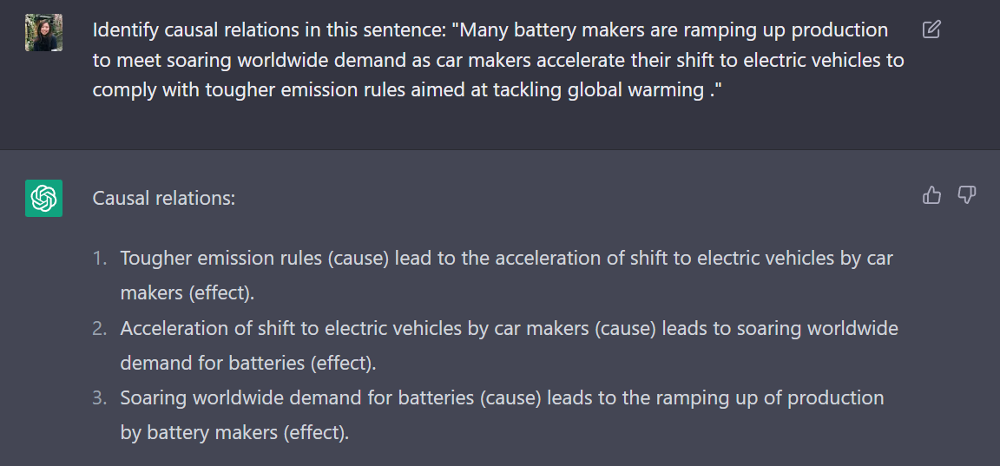 Identify causal relations in this sentence: "Many battery makers are ramping up production
to meet soaring worldwide demand as car makers accelerate their shift to electric vehicles to
comply with tougher emission rules aimed at tackling global warming ."
Causal relations:
1. Tougher emission rules (cause) lead to the acceleration of shift to electric vehicles by car
makers (effect).
2. Acceleration of shift to electric vehicles by car makers (cause) leads to soaring worldwide
demand for batteries (effect).
3. Soaring worldwide demand for batteries (cause) leads to the ramping up of production
by battery makers (effect).